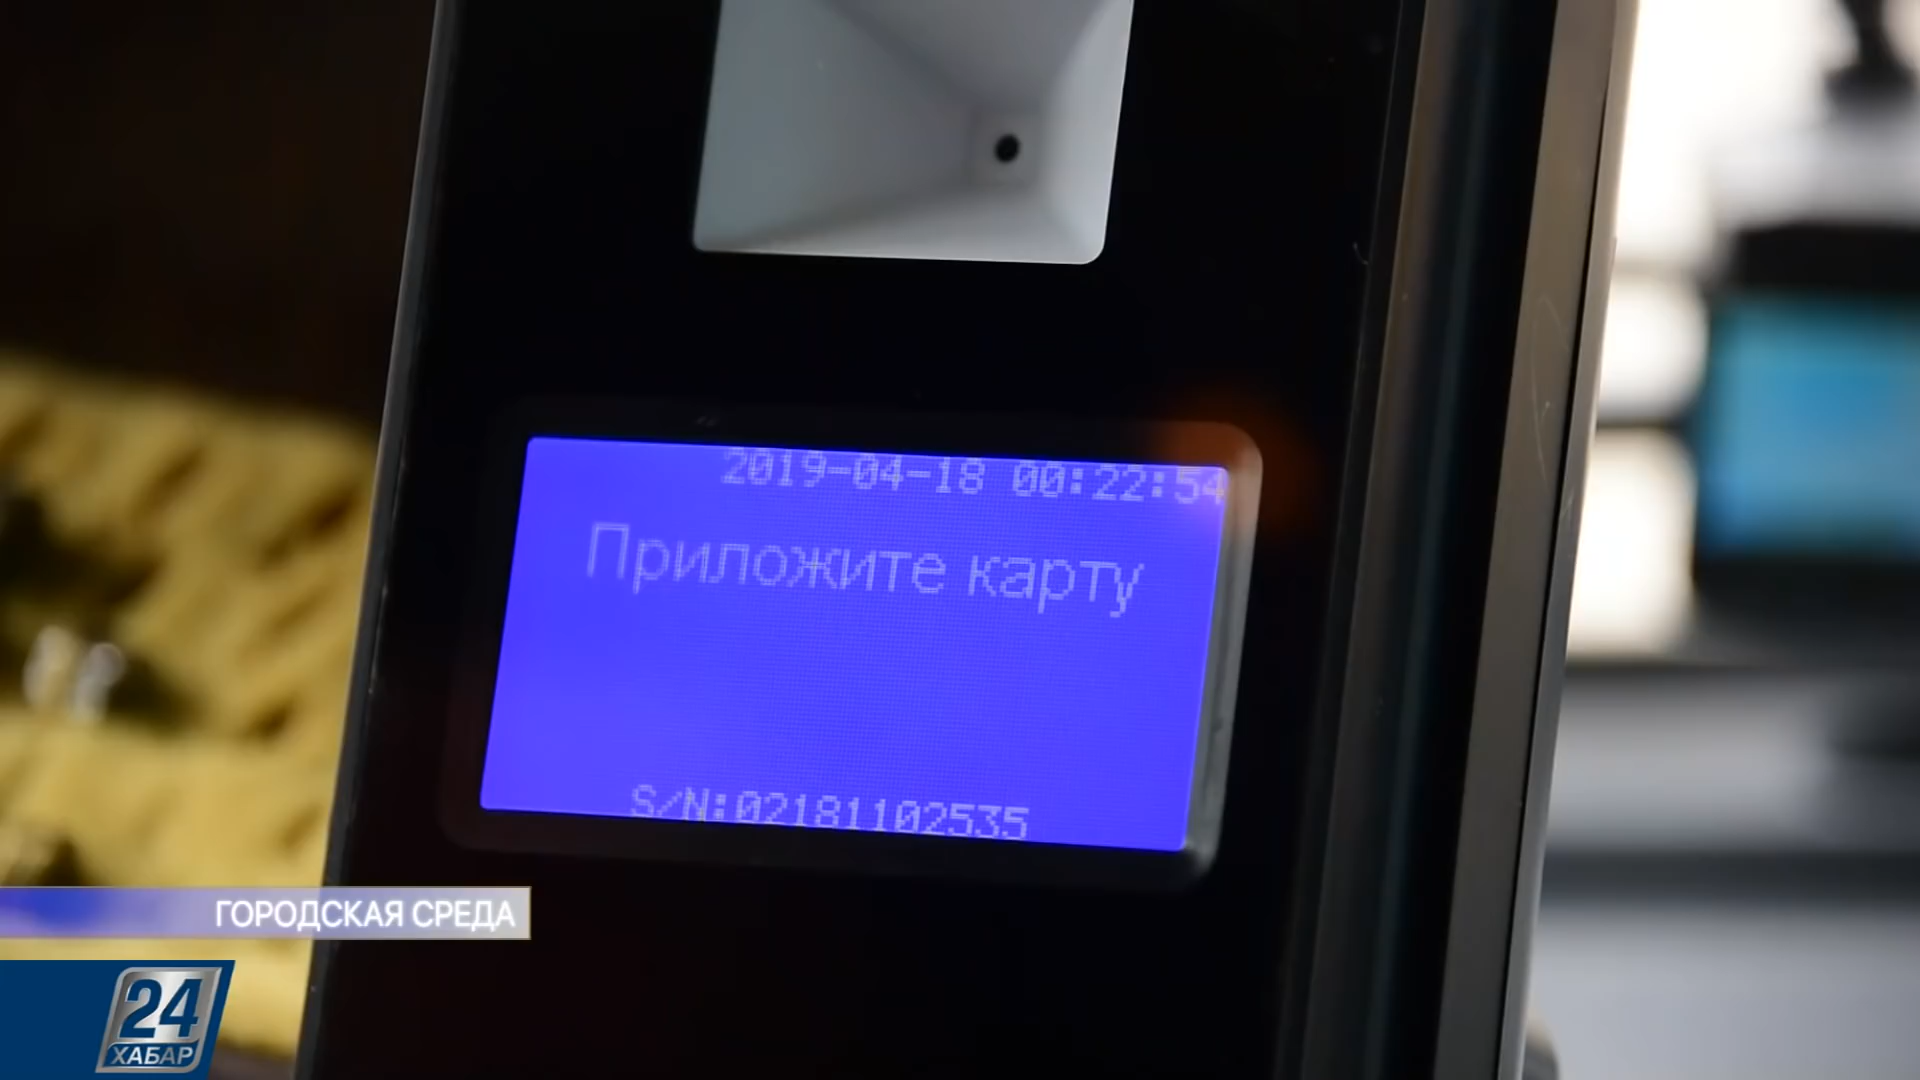 2019-04-18 00:22:54
Приложите карту
S/N:02181102535
ГОРОДСКАЯ СРЕДА
24
ХАБАР